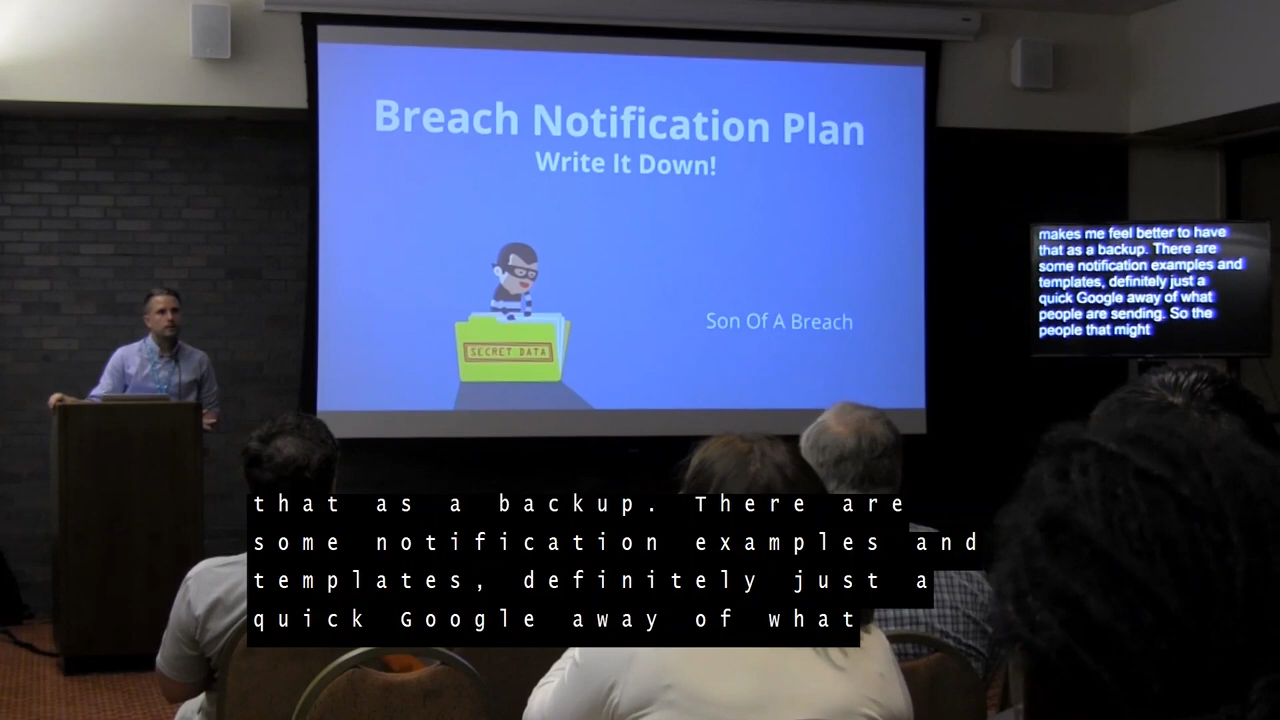 Breach Notification Plan
Write It Down!
SECRET DATA
Son Of A Breach
makes me feel better to have
that as a backup. There are
some notification examples and
templates, definitely just a
quick Google away of what
people are sending. So the
people that might
that as a backup. There are
some notification examples and
templates, definitely just a
quick Google away of what